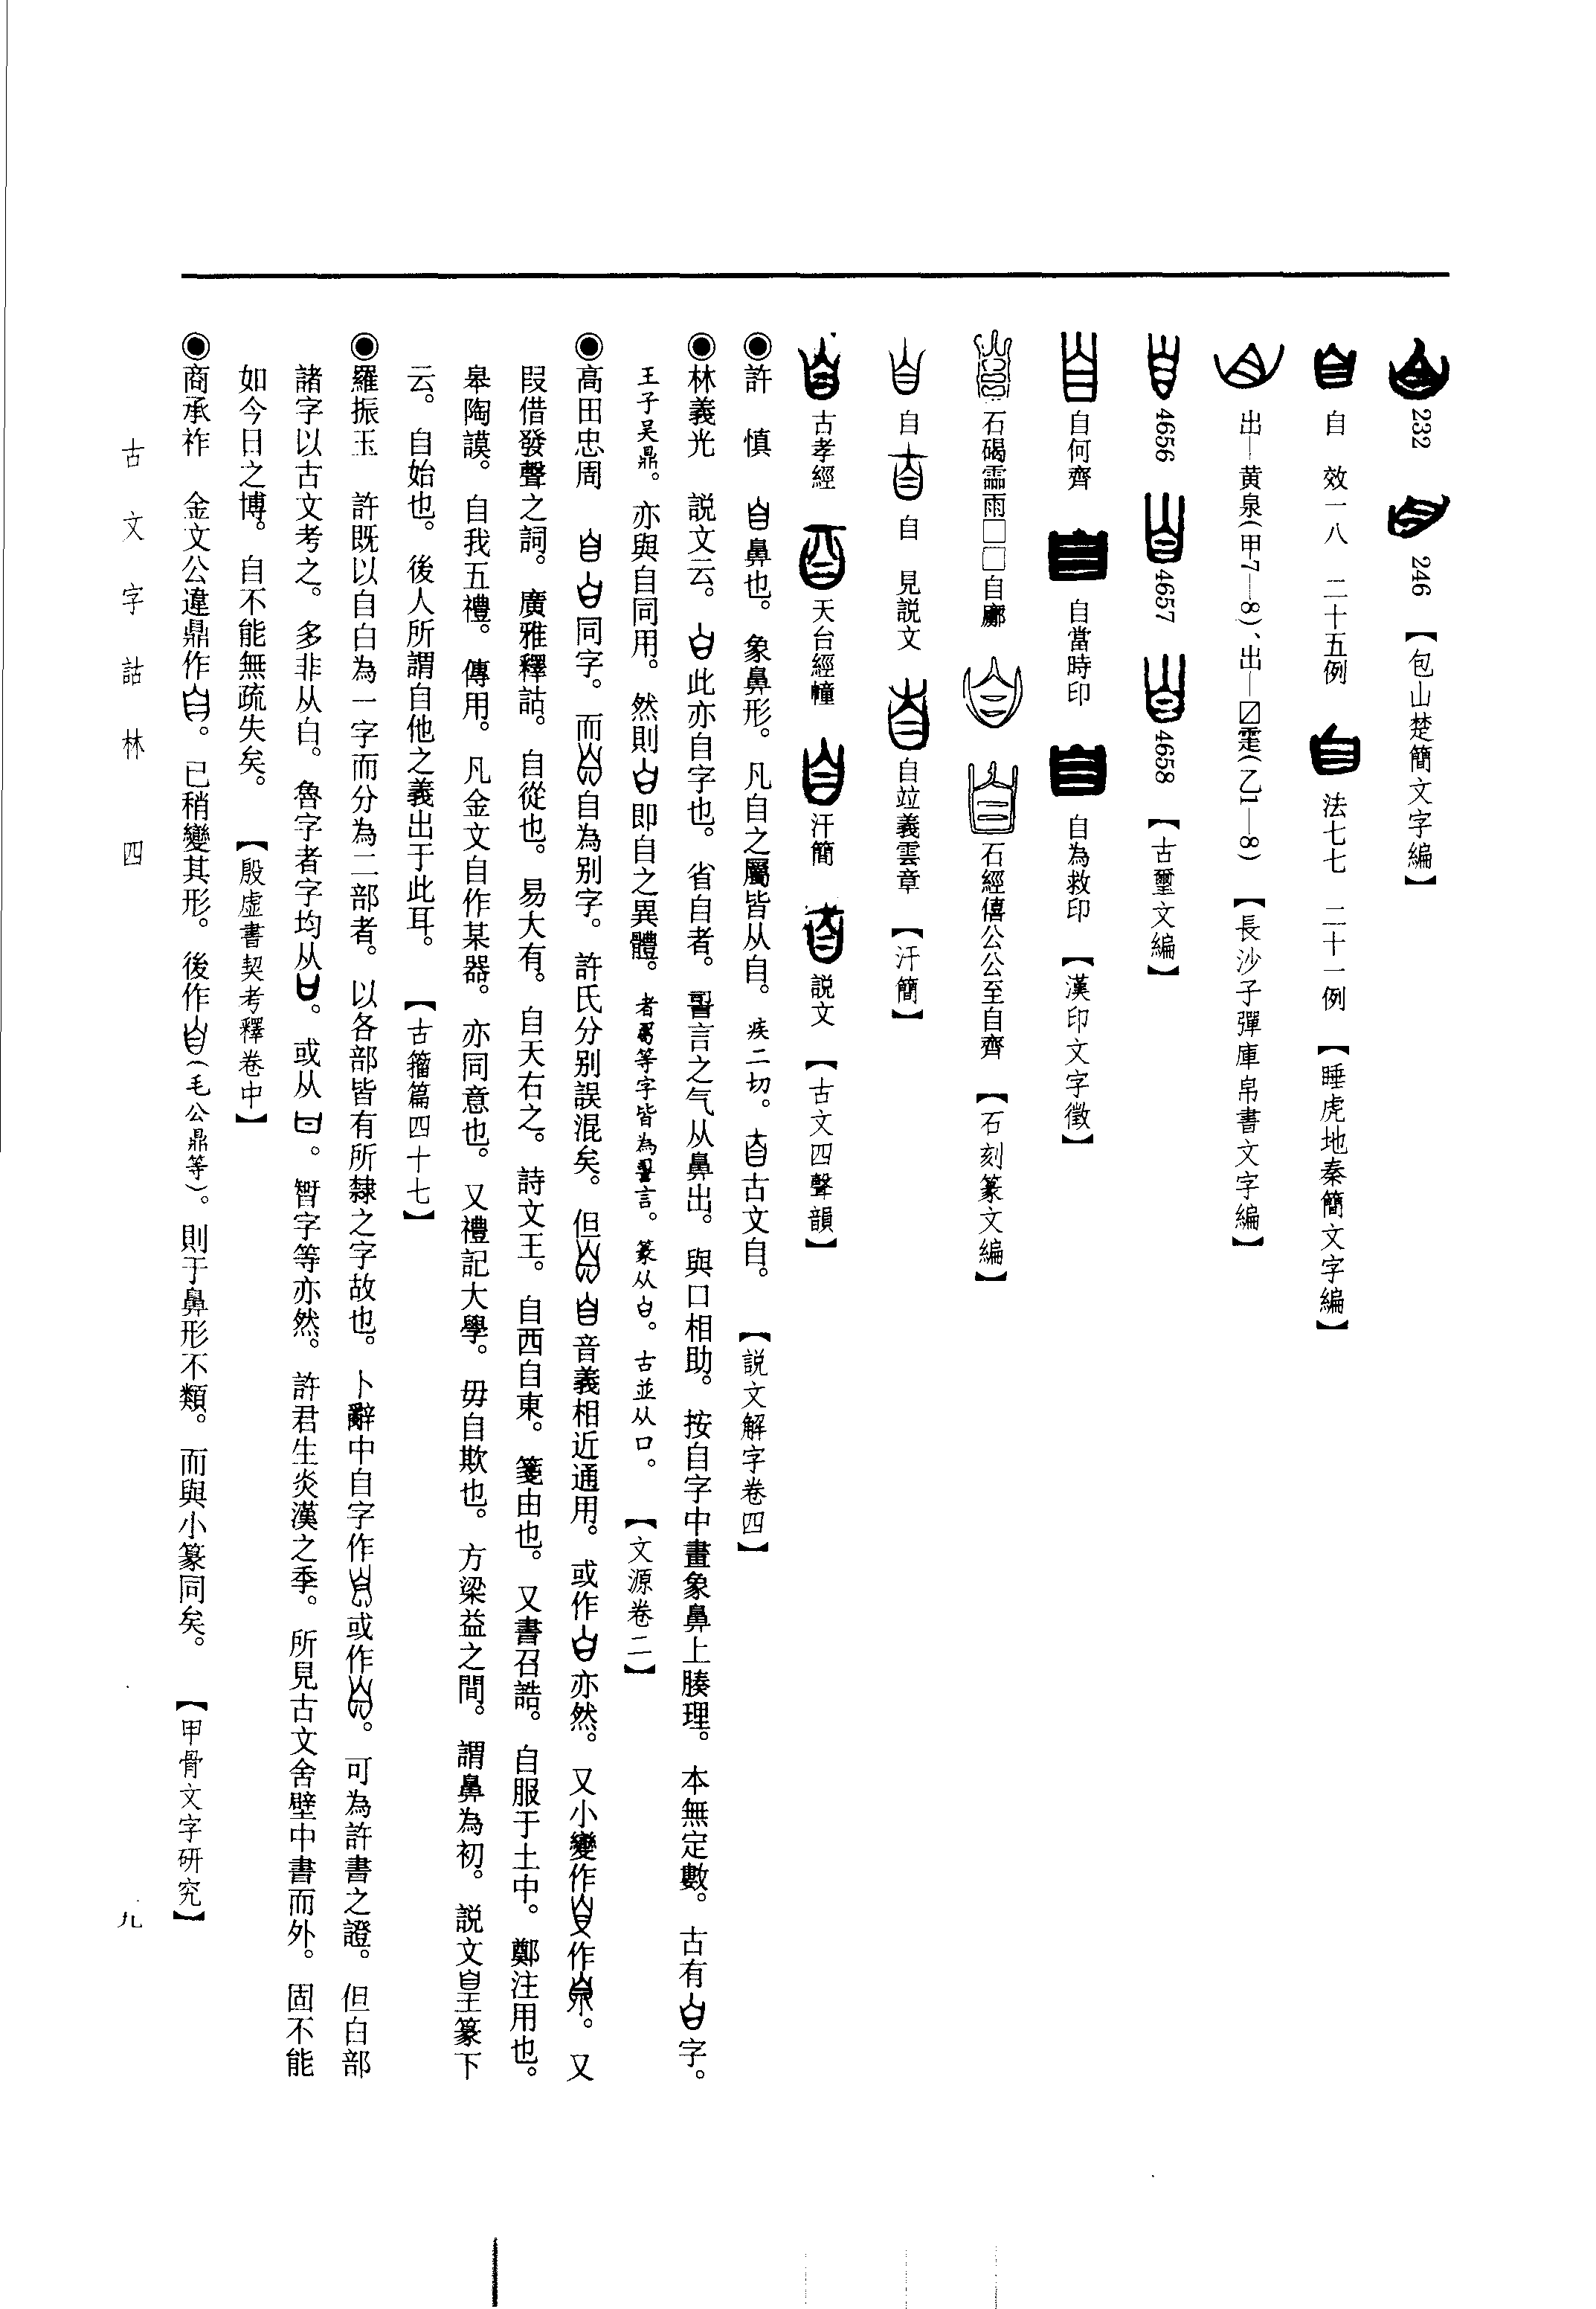 232 246 【包山楚簡文字編】
自 效一八 二十五例 法七七 二十一例 【睡虎地秦簡文字編】
出—黄泉(甲7—8)、出—〼霆(乙1—8) 【長沙子彈庫帛書文字編】
4656 4657 4658 【古璽文編】
自何齊 自當時印 自為救印 【漢印文字徵】
石碣霝雨□□自廊 石經僖公公至自齊 【石刻篆文編】
自 自 見説文 自竝義雲章 【汗簡】
古孝經 天台經幢 汗簡 説文 【古文四聲韻】
◉許 慎 鼻也。象鼻形。凡自之屬皆从自。疾二切。古文自。 【説文解字卷四】
◉林義光 説文云。此亦自字也。省自者。詞言之气从鼻出。與口相助。按自字中畫象鼻上腠理。本無定數。古有字。
王子吴鼎。亦與自同用。然則即自之異體。者等字皆為言。篆从。古並从口。 【文源卷二】
◉高田忠周 同字。而自為别字。許氏分别誤混矣。但音義相近通用。或作亦然。又小變作又作。又
叚借發聲之詞。廣雅釋詁。自從也。易大有。自天右之。詩文王。自西自東。箋由也。又書召誥。自服于土中。鄭注用也。
皋陶謨。自我五禮。傳用。凡金文自作某器。亦同意也。又禮記大學。毋自欺也。方梁益之間。謂鼻為初。説文篆下
云。自始也。後人所謂自他之義出于此耳。 【古籀篇四十七】
◉羅振玉 許既以自白為一字而分為二部者。以各部皆有所隸之字故也。卜辭中自字作或作。可為許書之證。但白部
諸字以古文考之。多非从白。魯字者字均从。或从。智字等亦然。許君生炎漢之季。所見古文舍壁中書而外。固不能
如今日之博。自不能無疏失矣。 【殷虚書契考釋卷中】
◉商承祚 金文公違鼎作。已稍變其形。後作(毛公鼎等)。則于鼻形不類。而與小篆同矣。 【甲骨文字研究】
古文字詁林 四
九